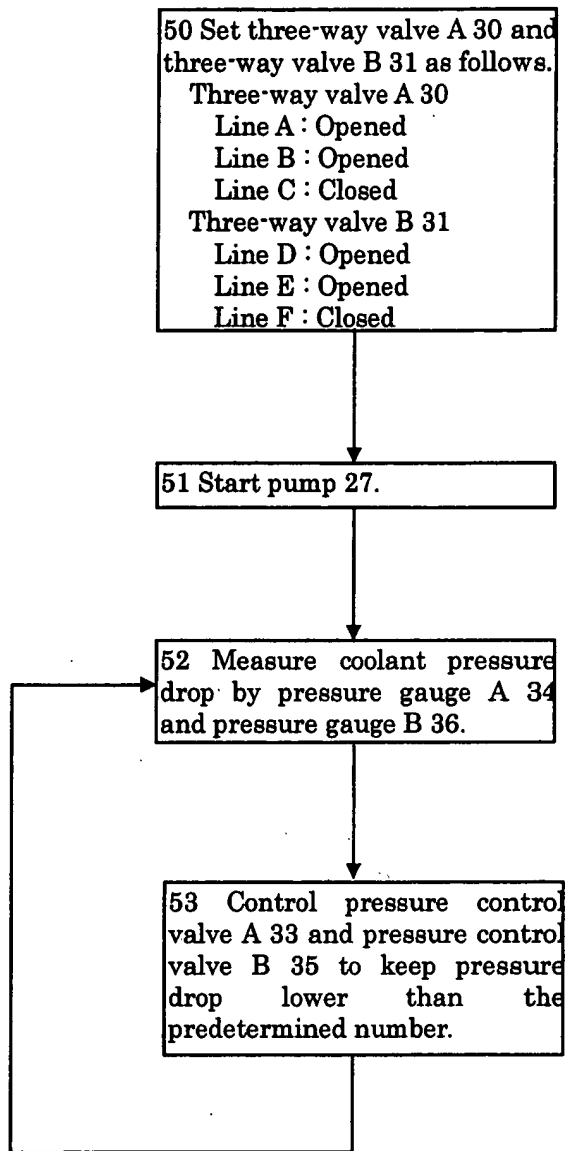 50 Set three-way valve A 30 and
three-way valve B 31 as follows.
Three-way valve A 30
Line A : Opened
Line B : Opened
Line C : Closed
Three-way valve B 31
Line D : Opened
Line E : Opened
Line F : Closed
51 Start pump 27.
52 Measure coolant pressure
drop by pressure gauge A 34
and pressure gauge B 36.
53 Control pressure control
valve A 33 and pressure control
valve B 35 to keep pressure
drop lower than the
predetermined number.